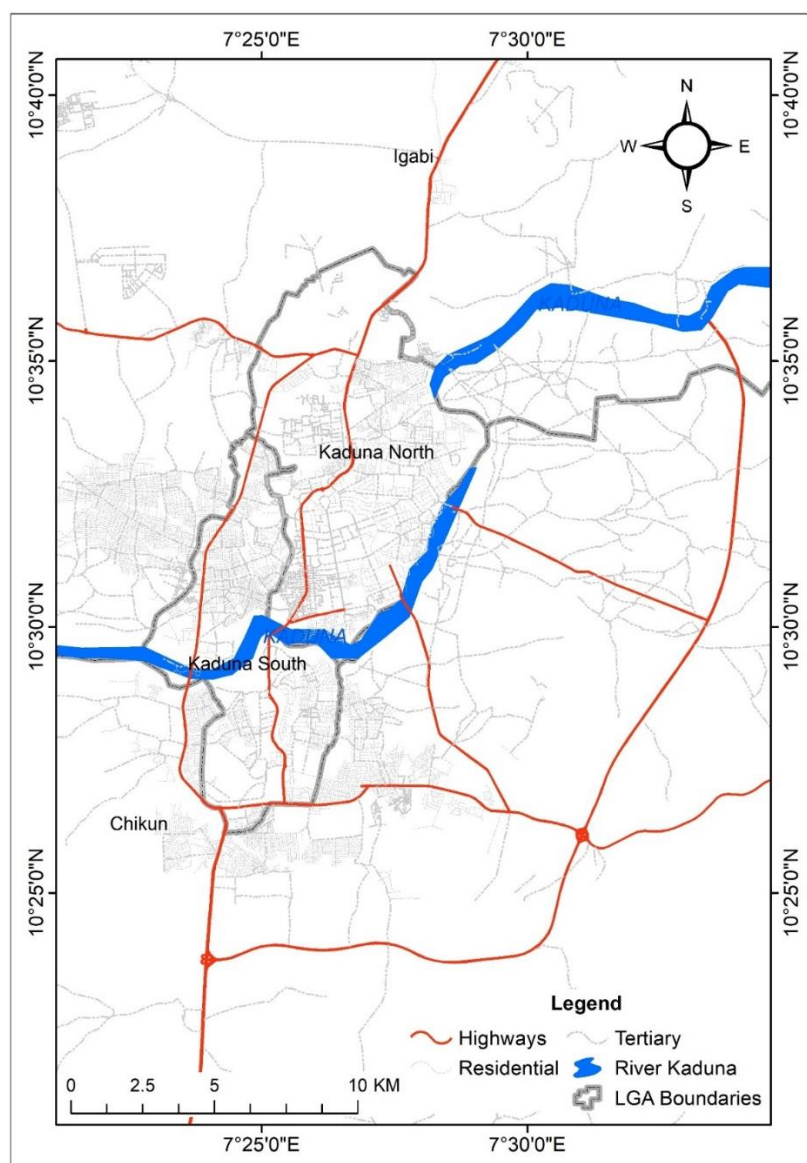 7°25'0"E 7°30'0"E
10°40'0"N 10°40'0"N
N
W E
S
Igabi
KADUNA
10°35'0"N 10°35'0"N
Kaduna North
10°30'0"N 10°30'0"N
KADUNA
Kaduna South
Chikun
10°25'0"N 10°25'0"N
Legend
Highways Tertiary
Residential River Kaduna
LGA Boundaries
0 2.5 5 10 KM
7°25'0"E 7°30'0"E